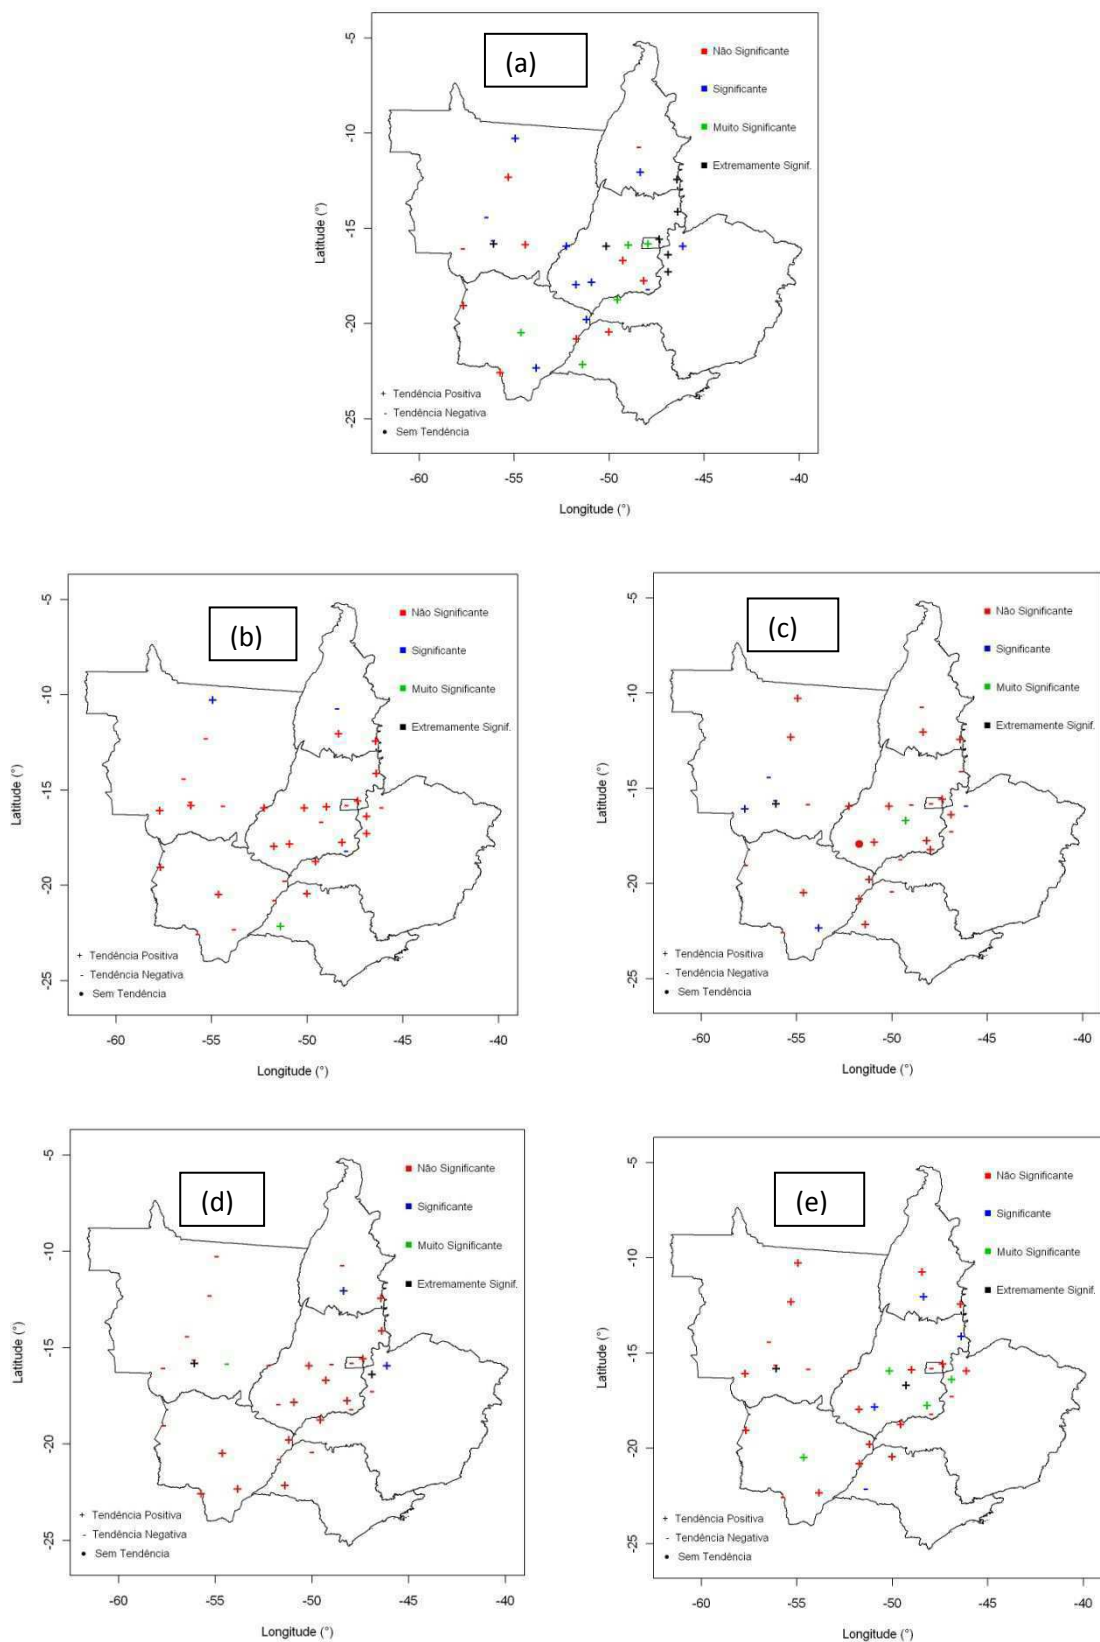 (a)
Não Significante
Significante
Muito Significante
Extremamente Signif.
-5
-10
-15
-20
-25
Latitude (°)
+ Tendência Positiva
- Tendência Negativa
● Sem Tendência
-60 -55 -50 -45 -40
Longitude (°)
(b)
Não Significante
Significante
Muito Significante
Extremamente Signif.
-5
-10
-15
-20
-25
Latitude (°)
+ Tendência Positiva
- Tendência Negativa
● Sem Tendência
-60 -55 -50 -45 -40
Longitude (°)
(c)
Não Significante
Significante
Muito Significante
Extremamente Signif.
-5
-10
-15
-20
-25
Latitude (°)
+ Tendência Positiva
- Tendência Negativa
● Sem Tendência
-60 -55 -50 -45 -40
Longitude (°)
(d)
Não Significante
Significante
Muito Significante
Extremamente Signif.
-5
-10
-15
-20
-25
Latitude (°)
+ Tendência Positiva
- Tendência Negativa
● Sem Tendência
-60 -55 -50 -45 -40
Longitude (°)
(e)
Não Significante
Significante
Muito Significante
Extremamente Signif.
-5
-10
-15
-20
-25
Latitude (°)
+ Tendência Positiva
- Tendência Negativa
● Sem Tendência
-60 -55 -50 -45 -40
Longitude (°)